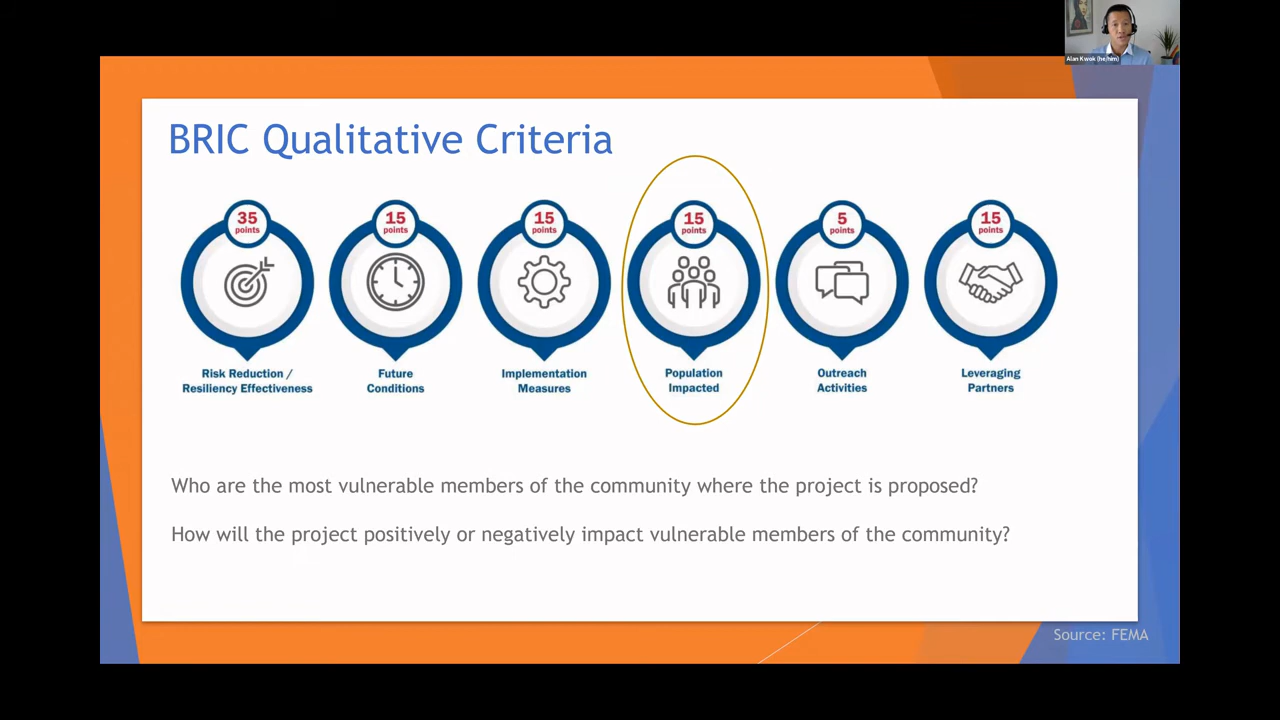 Alan Kwok (he/him)
BRIC Qualitative Criteria
35
points
15
points
15
points
15
points
5
points
15
points
Risk Reduction /
Resiliency Effectiveness
Future
Conditions
Implementation
Measures
Population
Impacted
Outreach
Activities
Leveraging
Partners
Who are the most vulnerable members of the community where the project is proposed?
How will the project positively or negatively impact vulnerable members of the community?
Source: FEMA